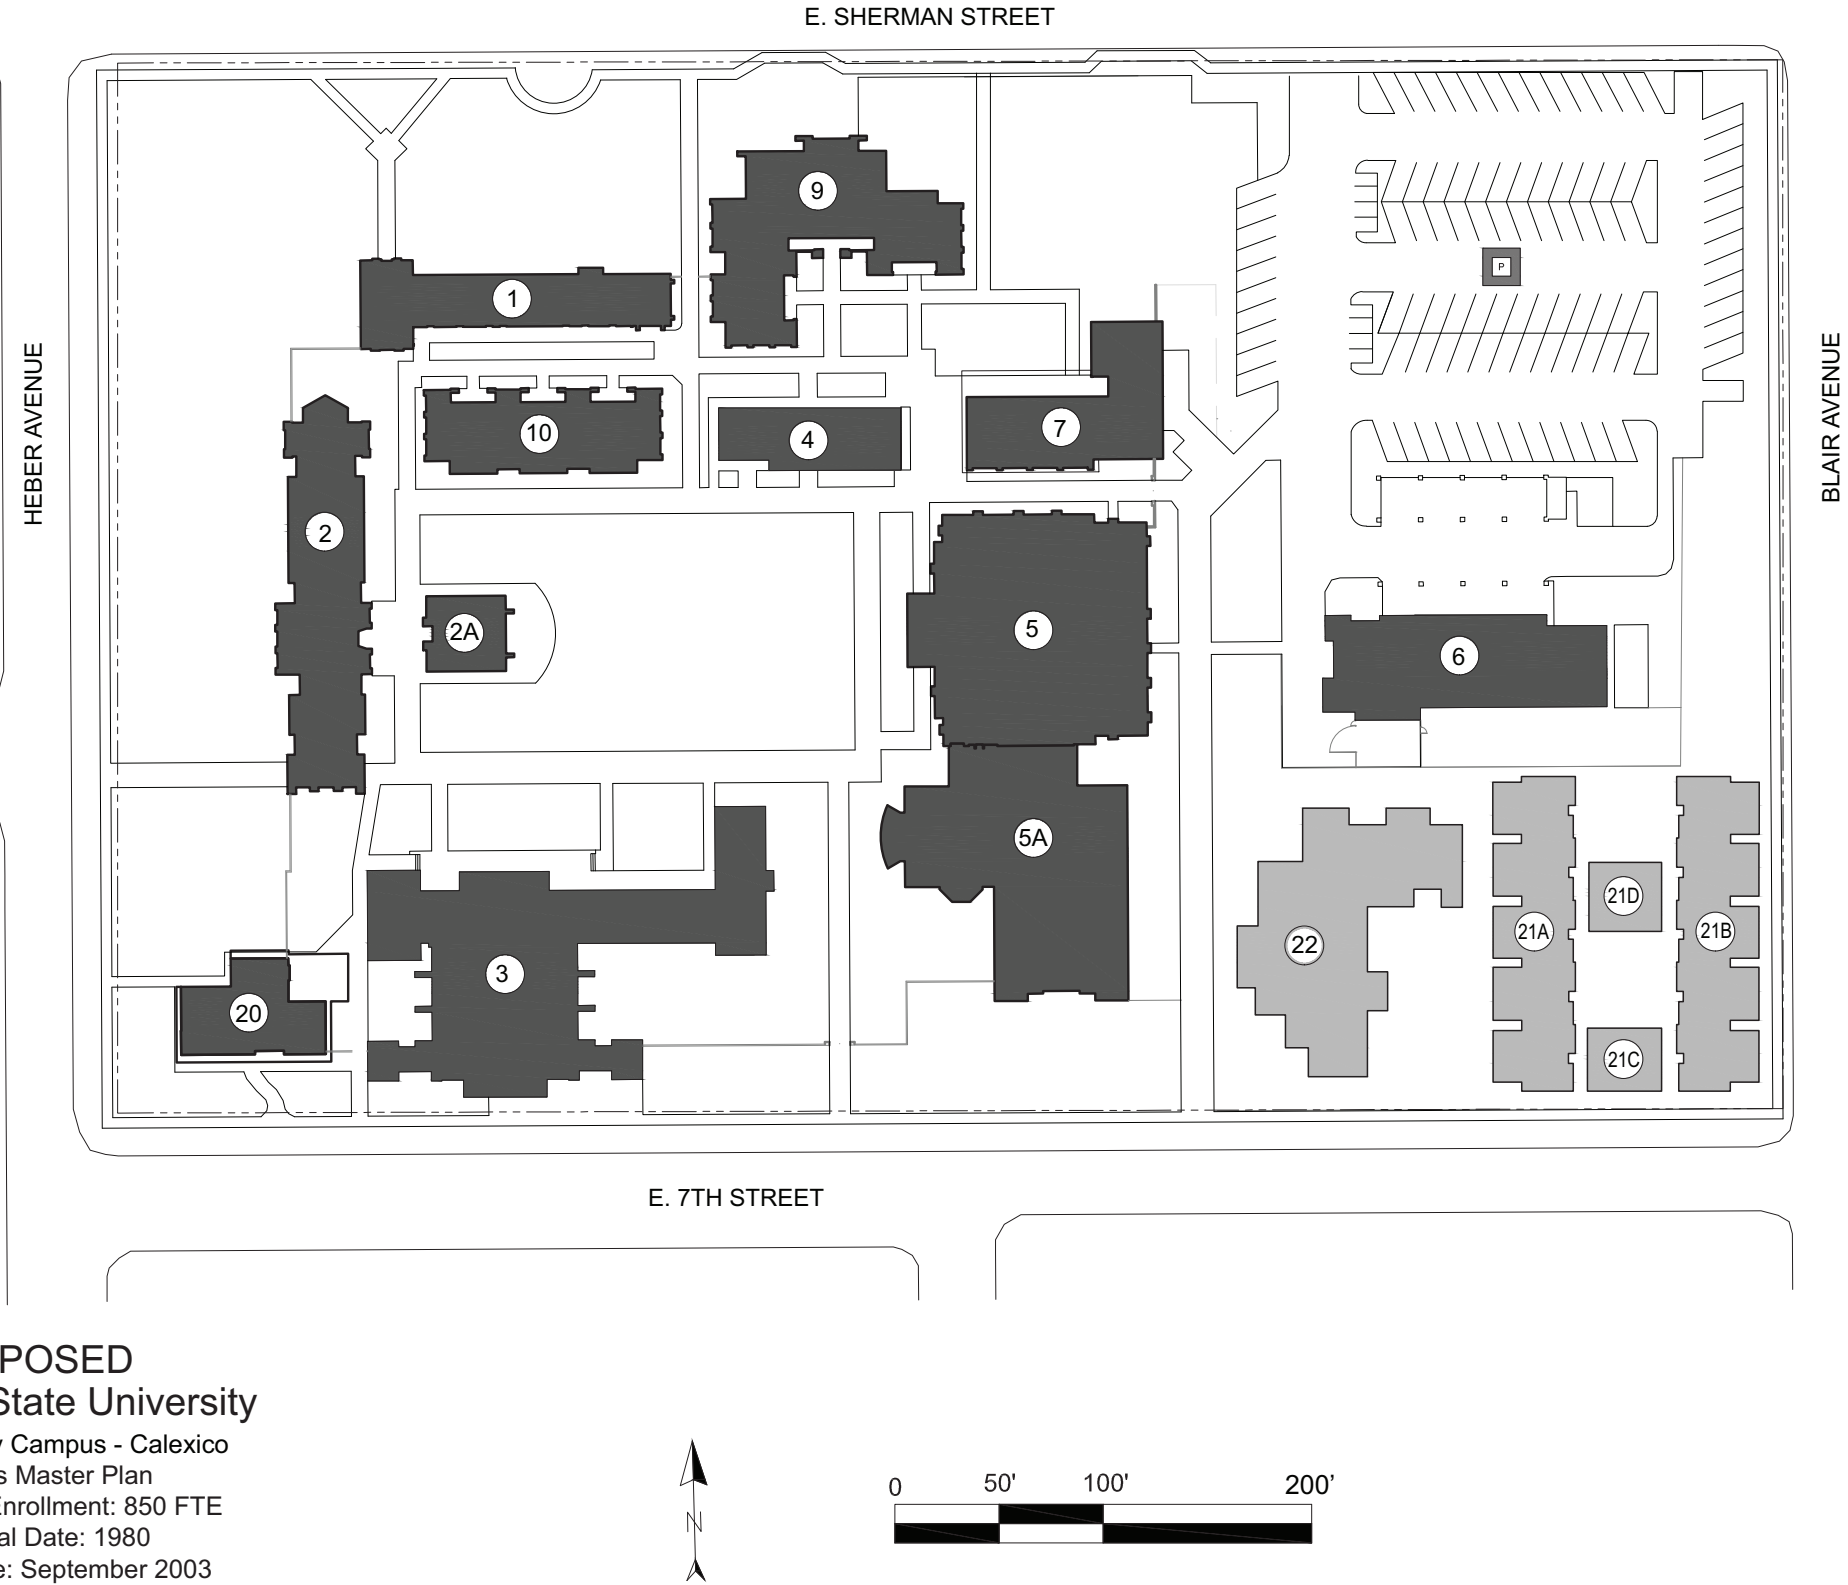 E. SHERMAN STREET
9
P
1
HEBER AVENUE
BLAIR AVENUE
10
4
7
2
2A
5
6
5A
21D
21A
21B
22
3
20
21C
E. 7TH STREET
POSED
State University
Campus - Calexico
s Master Plan
Enrollment: 850 FTE
al Date: 1980
e: September 2003
N
0 50' 100' 200'